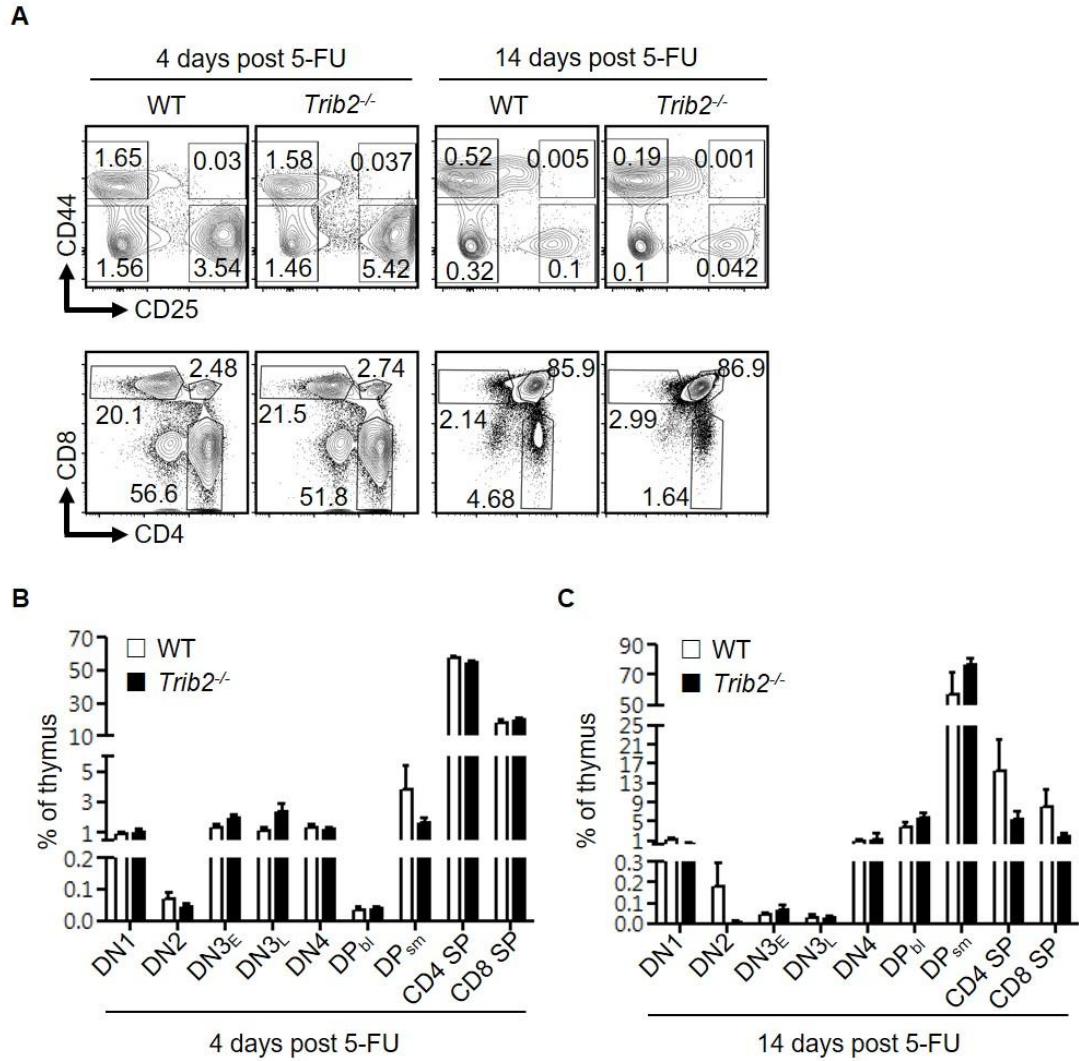 A
4 days post 5-FU 14 days post 5-FU
WT Trib2-/- WT Trib2-/-
1.65 0.03 1.58 0.037 0.52 0.005 0.19 0.001
CD44
1.56 3.54 1.46 5.42 0.32 0.1 0.1 0.042
CD25
2.48 2.74 85.9 86.9
20.1 21.5 2.14 2.99
CD8
56.6 51.8 4.68 1.64
CD4
B
70
50
30
10
5
3
1
0.2
0.1
0.0
% of thymus
WT
Trib2-/-
DN1 DN2 DN3E DN3L DN4 DPbl DPsm CD4 SP CD8 SP
4 days post 5-FU
C
90
70
50
25
21
17
13
9
5
1
0.3
0.2
0.1
0.0
% of thymus
WT
Trib2-/-
DN1 DN2 DN3E DN3L DN4 DPbl DPsm CD4 SP CD8 SP
14 days post 5-FU